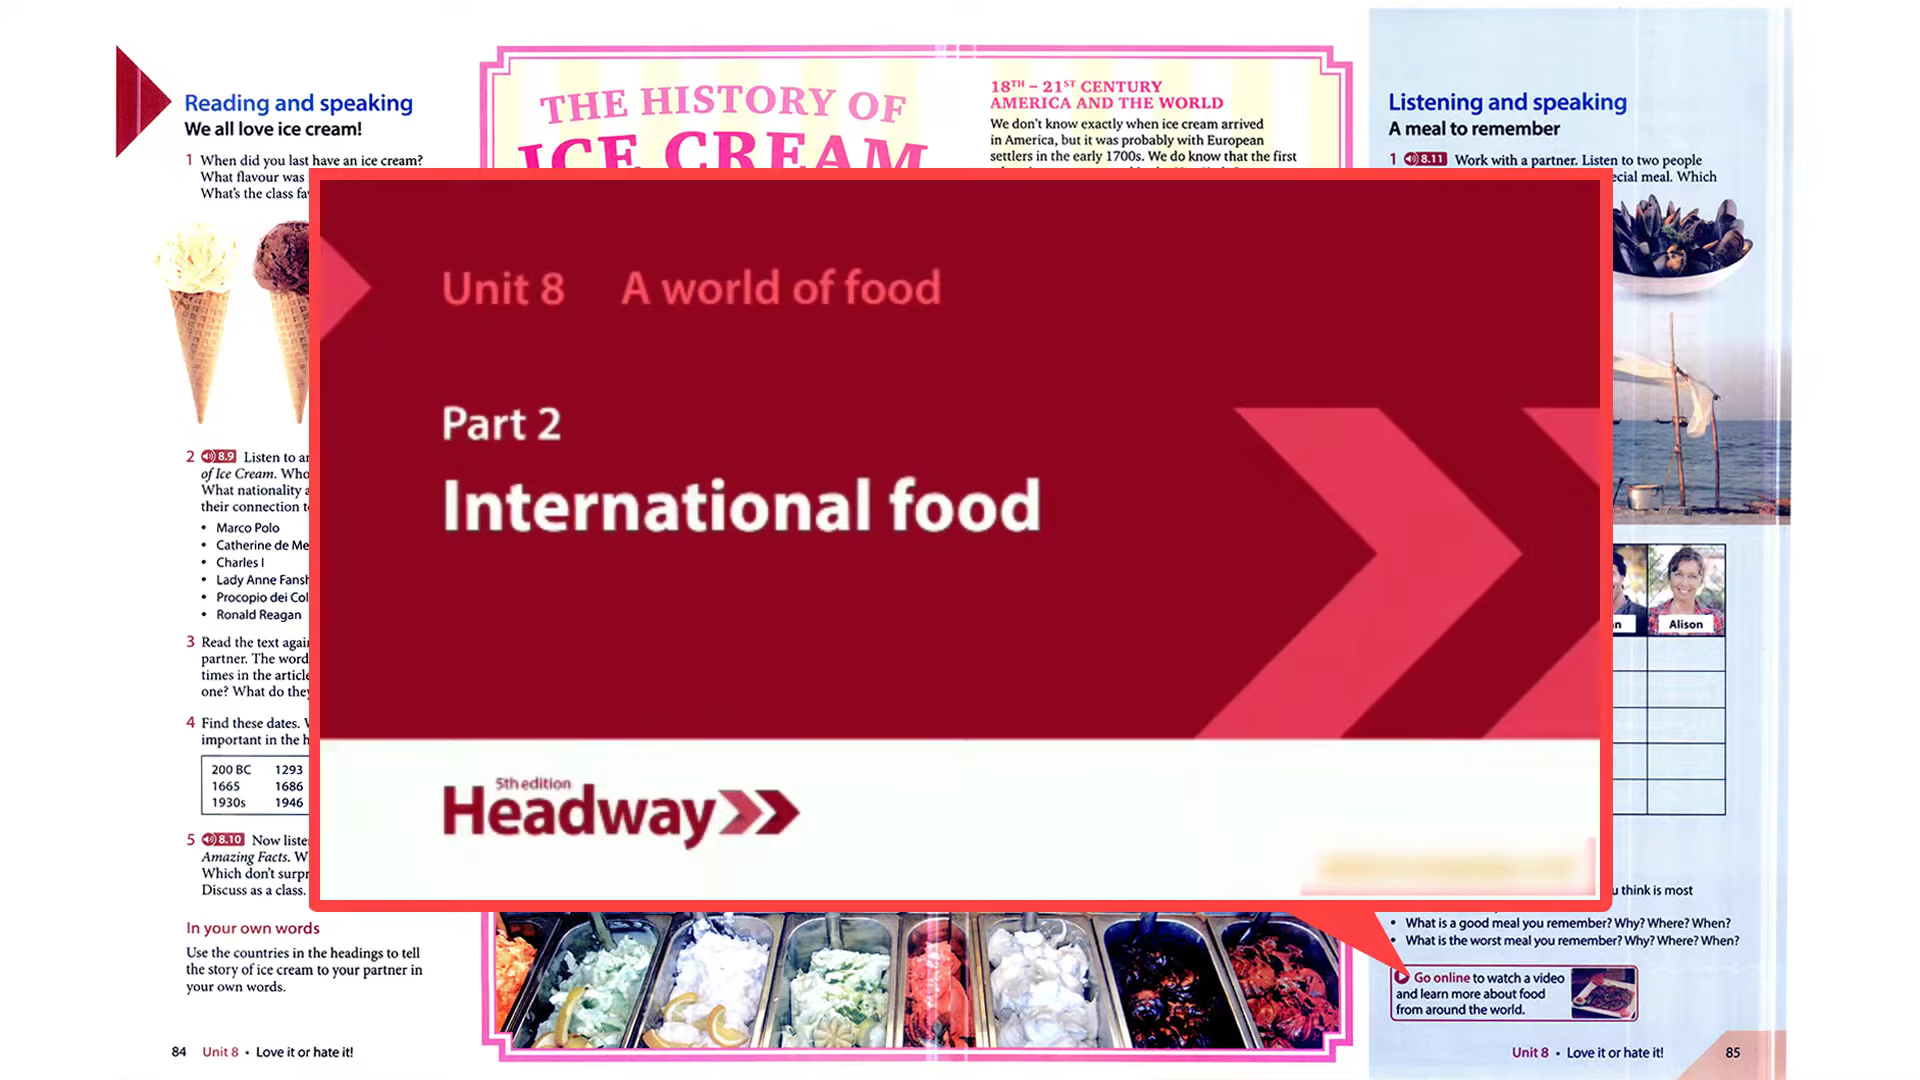 Reading and speaking
We all love ice cream!
1 When did you last have an ice cream?
What flavour was
What's the class
2 8.9 Listen to
of Ice Cream. Who
What nationality
their connection
• Marco Polo
• Catherine de
• Charles I
• Lady Anne
• Procopio dei
• Ronald Reagan
3 Read the text again
partner. The word
times in the article
one? What do they
4 Find these dates.
important in the
200 BC 1293
1665 1686
1930s 1946
5 8.10 Now listen
Amazing Facts.
Which don't
Discuss as a class.
In your own words
Use the countries in the headings to tell
the story of ice cream to your partner in
your own words.
84 Unit 8 • Love it or hate it!
THE HISTORY OF
ICE CREAM
18TH – 21ST CENTURY
AMERICA AND THE WORLD
We don't know exactly when ice cream arrived
in America, but it was probably with European
settlers in the early 1700s. We do know that the first
Unit 8 A world of food
Part 2
International food
5th edition
Headway
Listening and speaking
A meal to remember
1 8.11 Work with a partner. Listen to two people
meal. Which
Alison
think is most
• What is a good meal you remember? Why? Where? When?
• What is the worst meal you remember? Why? Where? When?
Go online to watch a video
and learn more about food
from around the world.
Unit 8 • Love it or hate it! 85